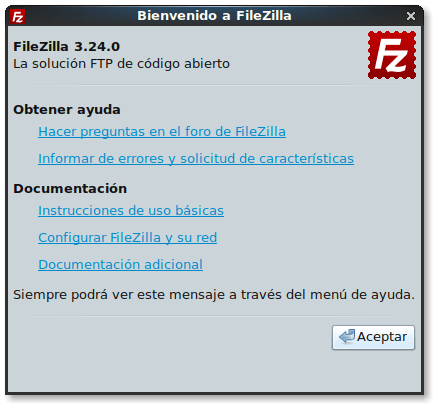 Bienvenido a FileZilla
FileZilla 3.24.0
La solución FTP de código abierto
Obtener ayuda
Hacer preguntas en el foro de FileZilla
Informar de errores y solicitud de características
Documentación
Instrucciones de uso básicas
Configurar FileZilla y su red
Documentación adicional
Siempre podrá ver este mensaje a través del menú de ayuda.
Aceptar